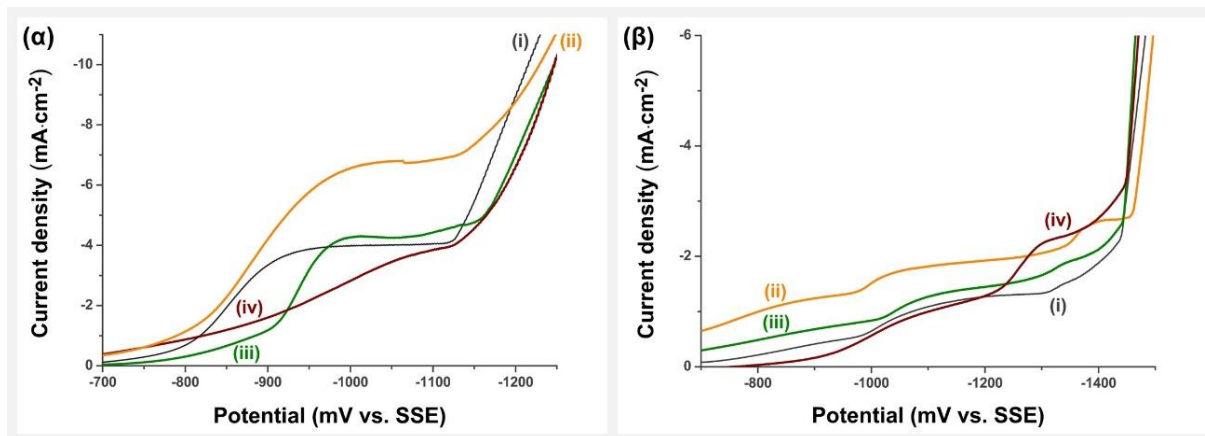 (α)
(i)
(ii)
-10
-8
-6
-4
-2
0
(iv)
(iii)
-700
-800
-900
-1000
-1100
-1200
Current density (mA·cm⁻²)
Potential (mV vs. SSE)
(β)
-6
-4
-2
0
(iv)
(ii)
(iii)
(i)
-800
-1000
-1200
-1400
Current density (mA·cm⁻²)
Potential (mV vs. SSE)